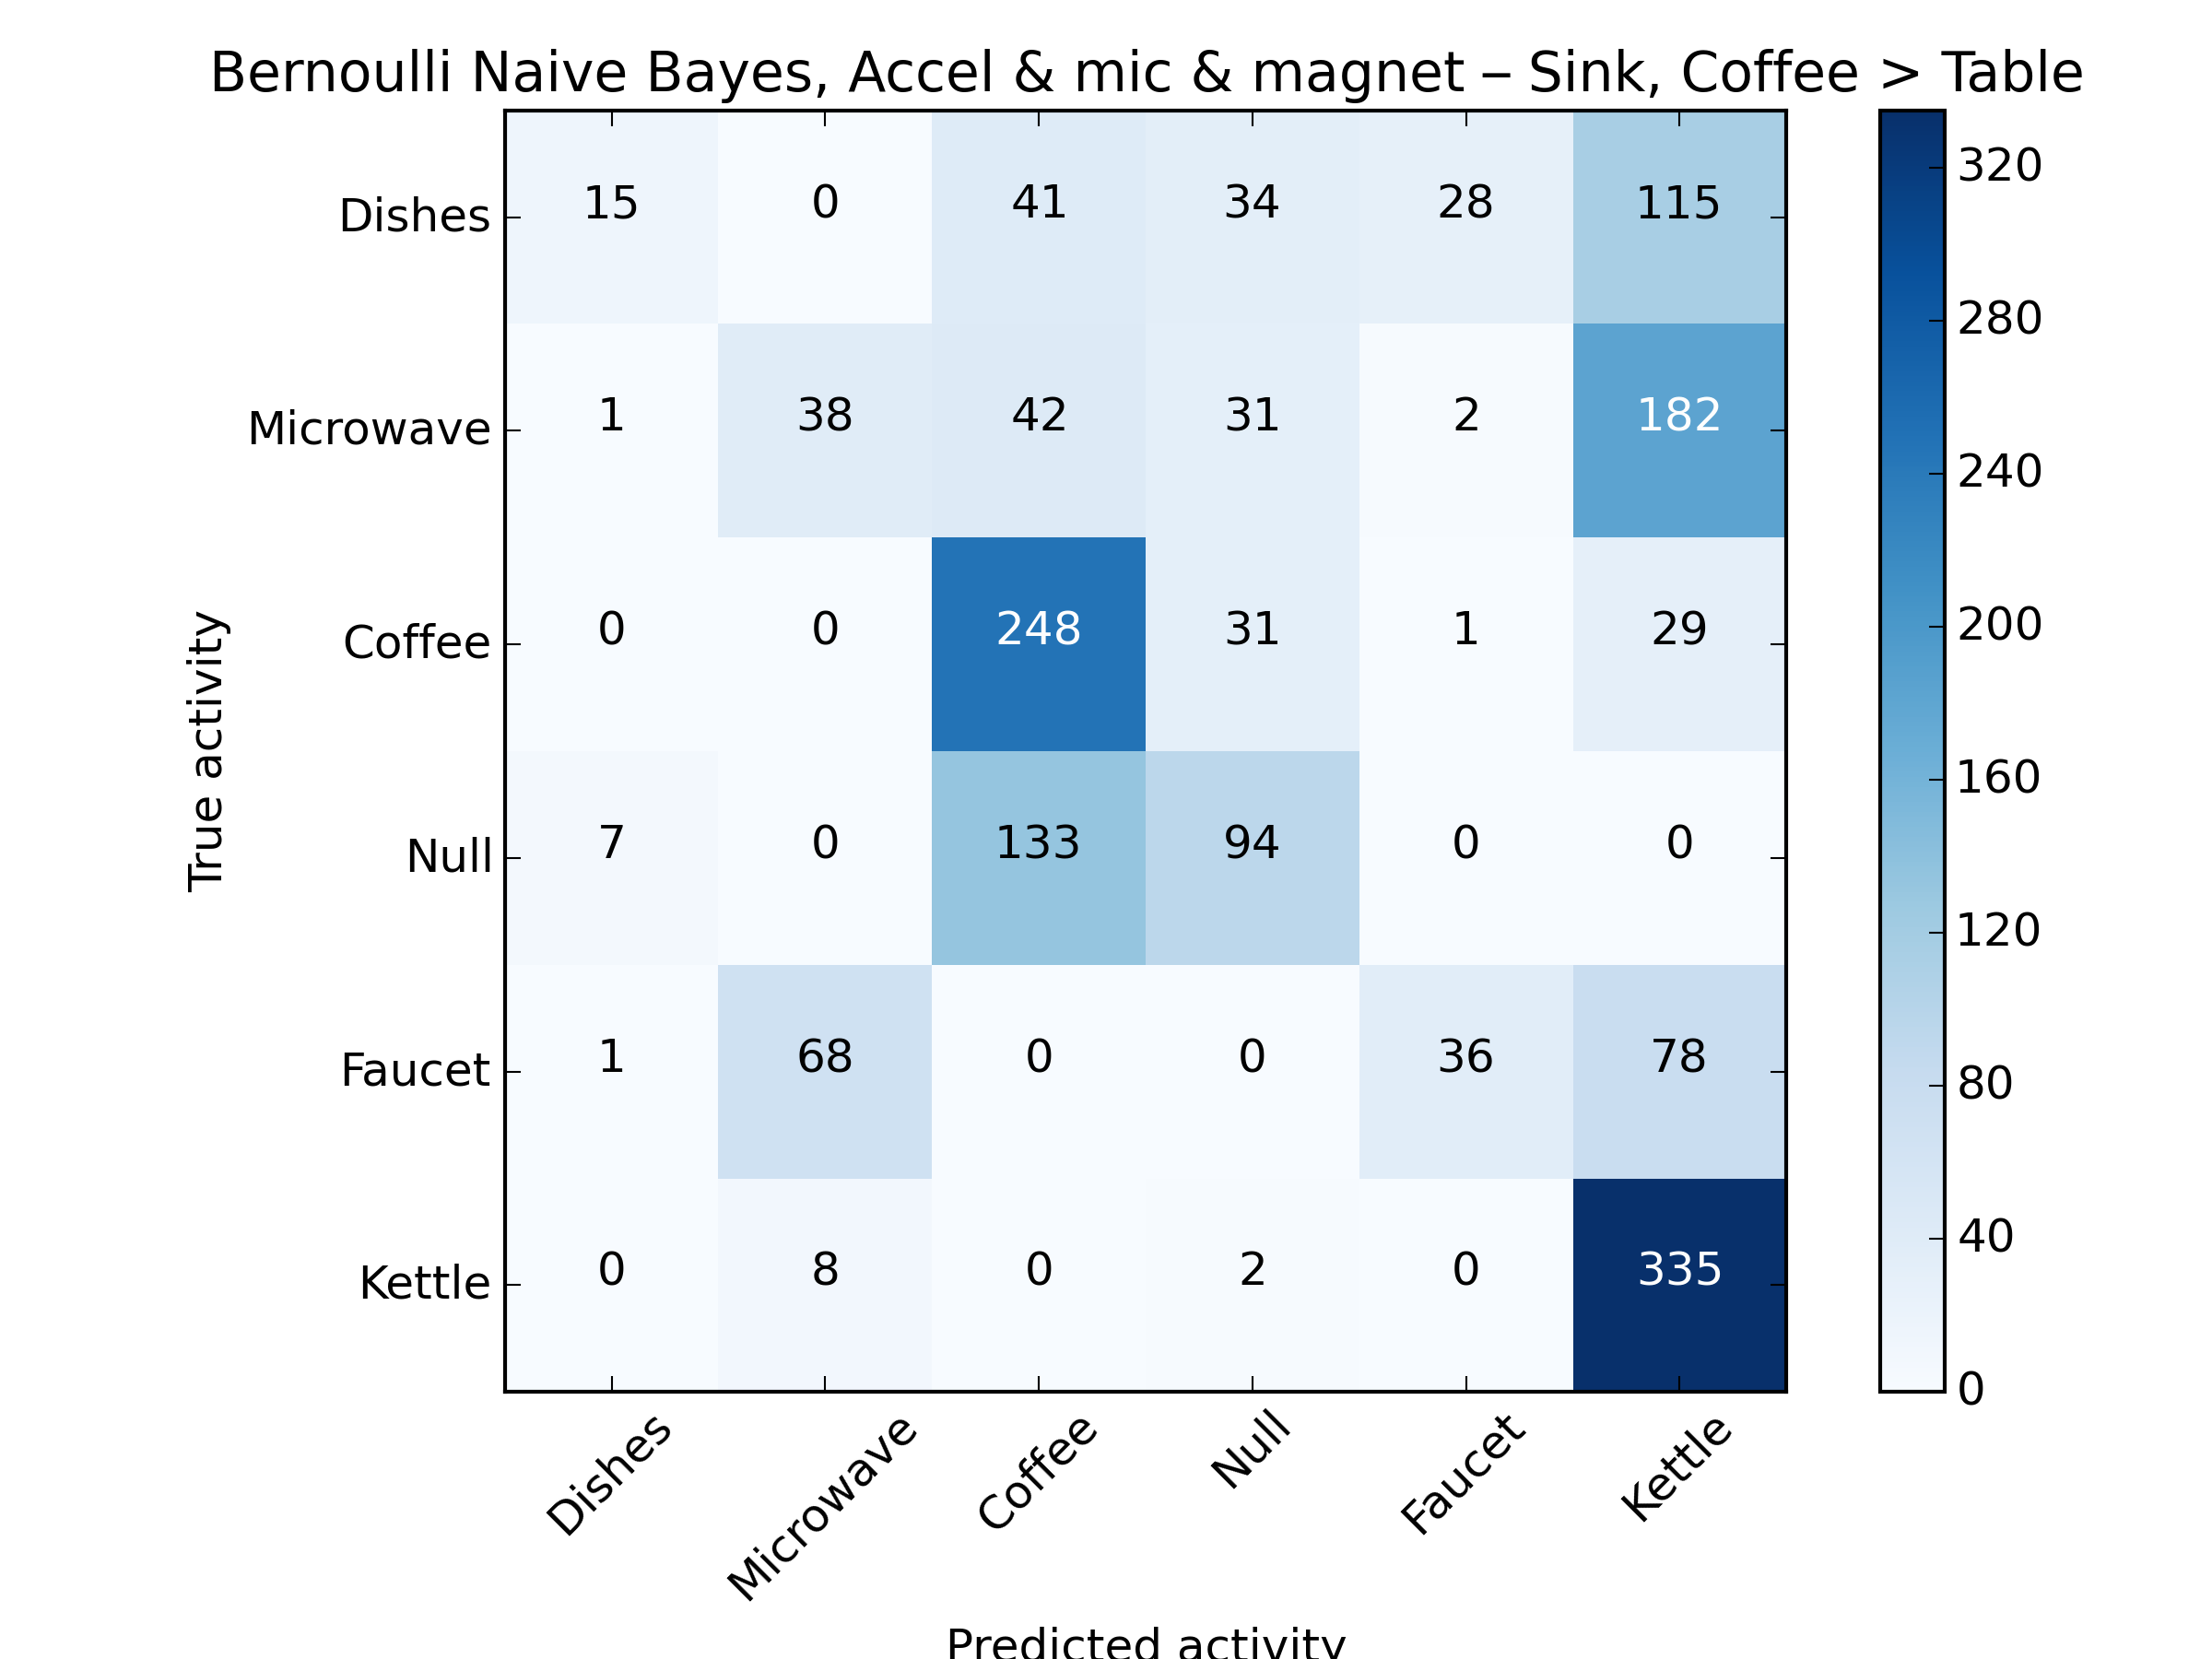 Bernoulli Naive Bayes, Accel & mic & magnet – Sink, Coffee > Table
Dishes 15 0 41 34 28 115
Microwave 1 38 42 31 2 182
Coffee 0 0 248 31 1 29
Null 7 0 133 94 0 0
Faucet 1 68 0 0 36 78
Kettle 0 8 0 2 0 335
True activity
Dishes Microwave Coffee Null Faucet Kettle
Predicted activity
320
280
240
200
160
120
80
40
0